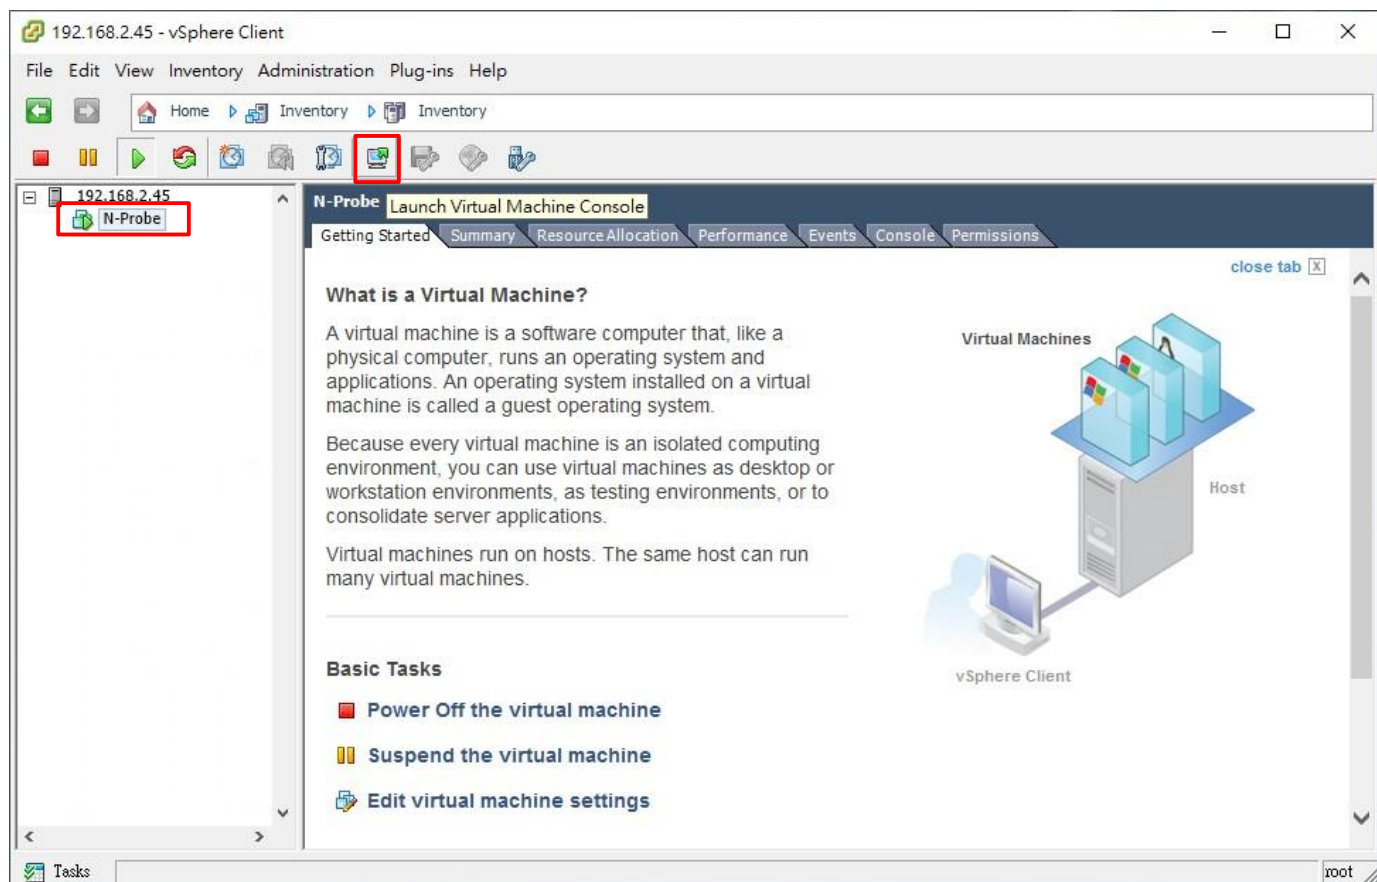 192.168.2.45 - vSphere Client
File Edit View Inventory Administration Plug-ins Help
Home Inventory Inventory
192.168.2.45
N-Probe
N-Probe
Launch Virtual Machine Console
Getting Started Summary Resource Allocation Performance Events Console Permissions
close tab X
What is a Virtual Machine?
A virtual machine is a software computer that, like a
physical computer, runs an operating system and
applications. An operating system installed on a virtual
machine is called a guest operating system.
Because every virtual machine is an isolated computing
environment, you can use virtual machines as desktop or
workstation environments, as testing environments, or to
consolidate server applications.
Virtual machines run on hosts. The same host can run
many virtual machines.
Virtual Machines
Host
vSphere Client
Basic Tasks
Power Off the virtual machine
Suspend the virtual machine
Edit virtual machine settings
Tasks
root